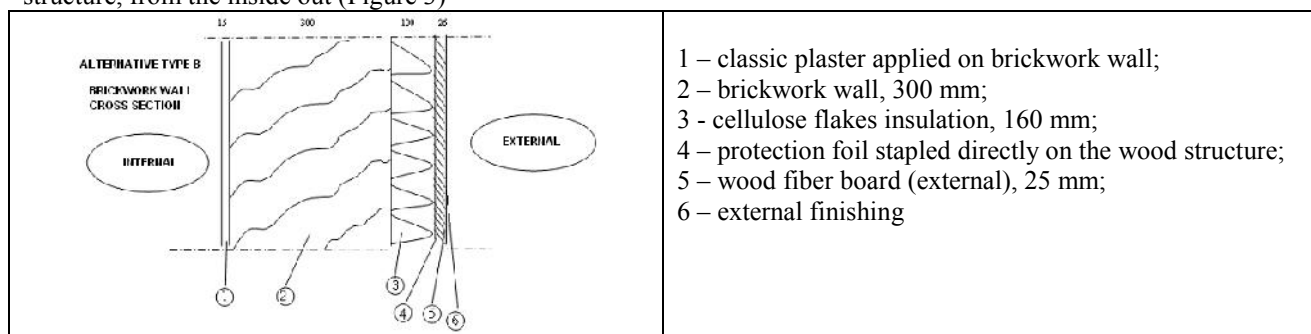 structure, from the inside out (Figure 3)
15 300 100 25
ALTERNATIVE TYPE B
BRICKWORK WALL
CROSS SECTION
INTERNAL
EXTERNAL
1 – classic plaster applied on brickwork wall;
2 – brickwork wall, 300 mm;
3 - cellulose flakes insulation, 160 mm;
4 – protection foil stapled directly on the wood structure;
5 – wood fiber board (external), 25 mm;
6 – external finishing
1 2 3 4 5 6